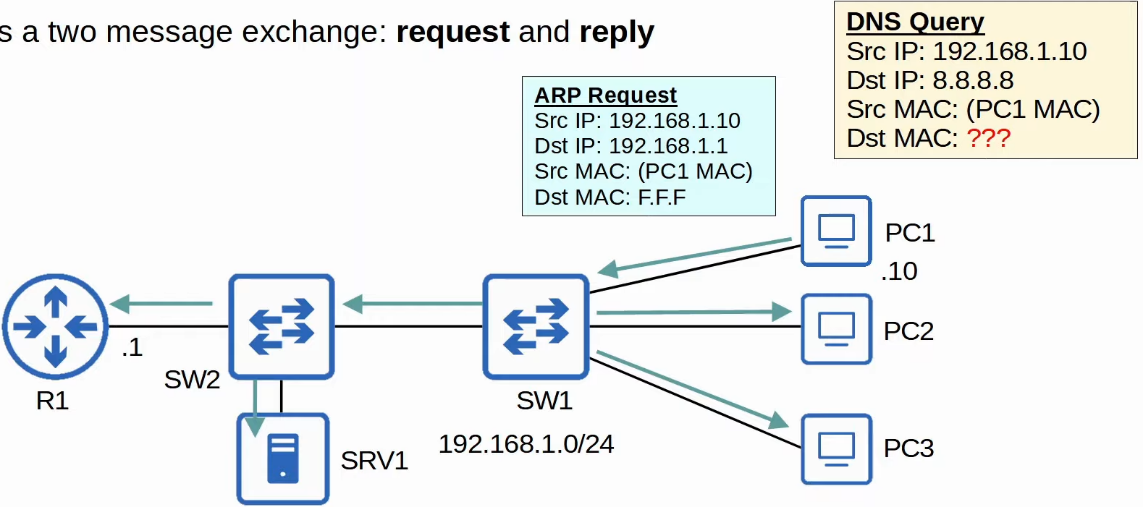 s a two message exchange: request and reply
DNS Query
Src IP: 192.168.1.10
Dst IP: 8.8.8.8
Src MAC: (PC1 MAC)
Dst MAC: ???
ARP Request
Src IP: 192.168.1.10
Dst IP: 192.168.1.1
Src MAC: (PC1 MAC)
Dst MAC: F.F.F
PC1
.10
PC2
.1
SW2
R1
SW1
192.168.1.0/24
SRV1
PC3